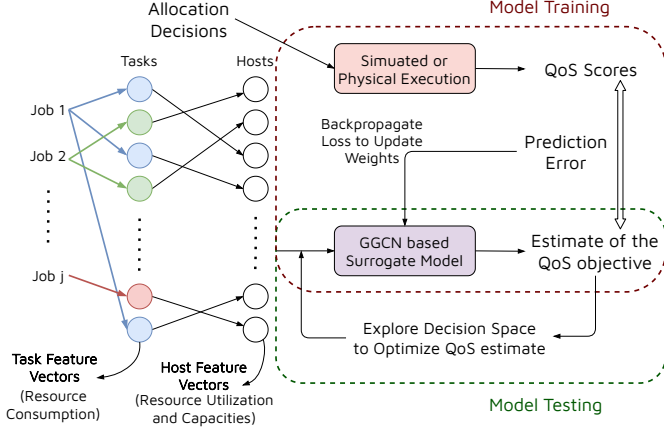 Allocation
Decisions
Model Training
Tasks
Hosts
Simuated or
Physical Execution
QoS Scores
Job 1
Job 2
Job j
Backpropagate
Loss to Update
Weights
Prediction
Error
GGCN based
Surrogate Model
Estimate of the
QoS objective
Explore Decision Space
to Optimize QoS estimate
Task Feature
Vectors
(Resource
Consumption)
Host Feature
Vectors
(Resource Utilization
and Capacities)
Model Testing